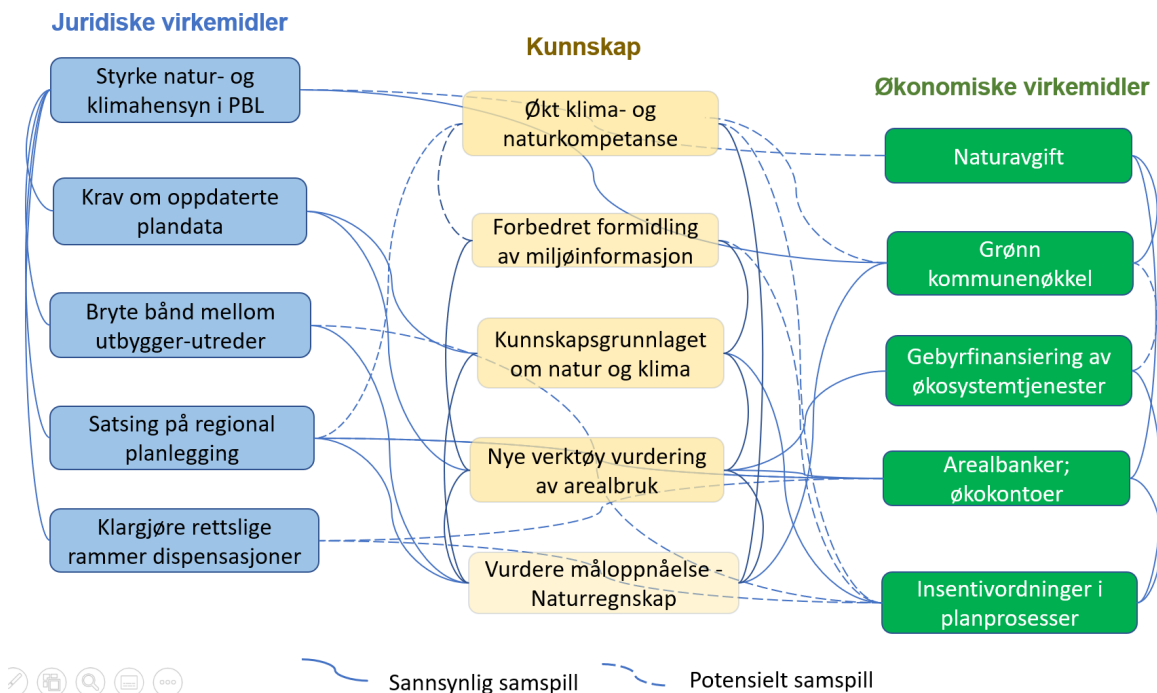 Juridiske virkemidler
Styrke natur- og
klimahensyn i PBL
Krav om oppdaterte
plandata
Bryte bånd mellom
utbygger-utreder
Satsing på regional
planlegging
Klargjøre rettslige
rammer dispensasjoner
Kunnskap
Økt klima- og
naturkompetanse
Forbedret formidling
av miljøinformasjon
Kunnskapsgrunnlaget
om natur og klima
Nye verktøy vurdering
av arealbruk
Vurdere måloppnåelse -
Naturregnskap
Økonomiske virkemidler
Naturavgift
Grønn
kommunenøkkel
Gebyrfinansiering av
økosystemtjenester
Arealbanker;
økokontoer
Insentivordninger i
planprosesser
Sannsynlig samspill
Potensielt samspill